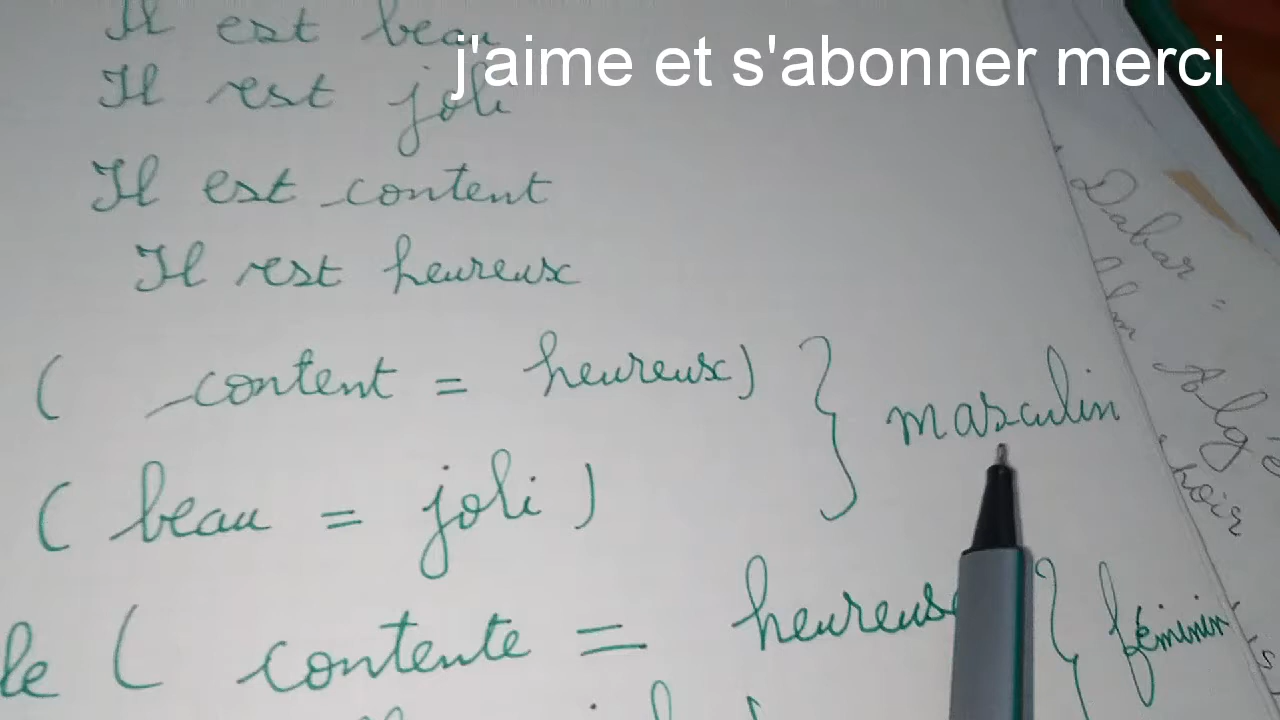 Il est beau
j'aime et s'abonner merci
Il est joli
Il est content
Il est heureux
( content = heureux) } masculin
( beau = joli )
le ( contente = heureuse } féminin
Dabar =